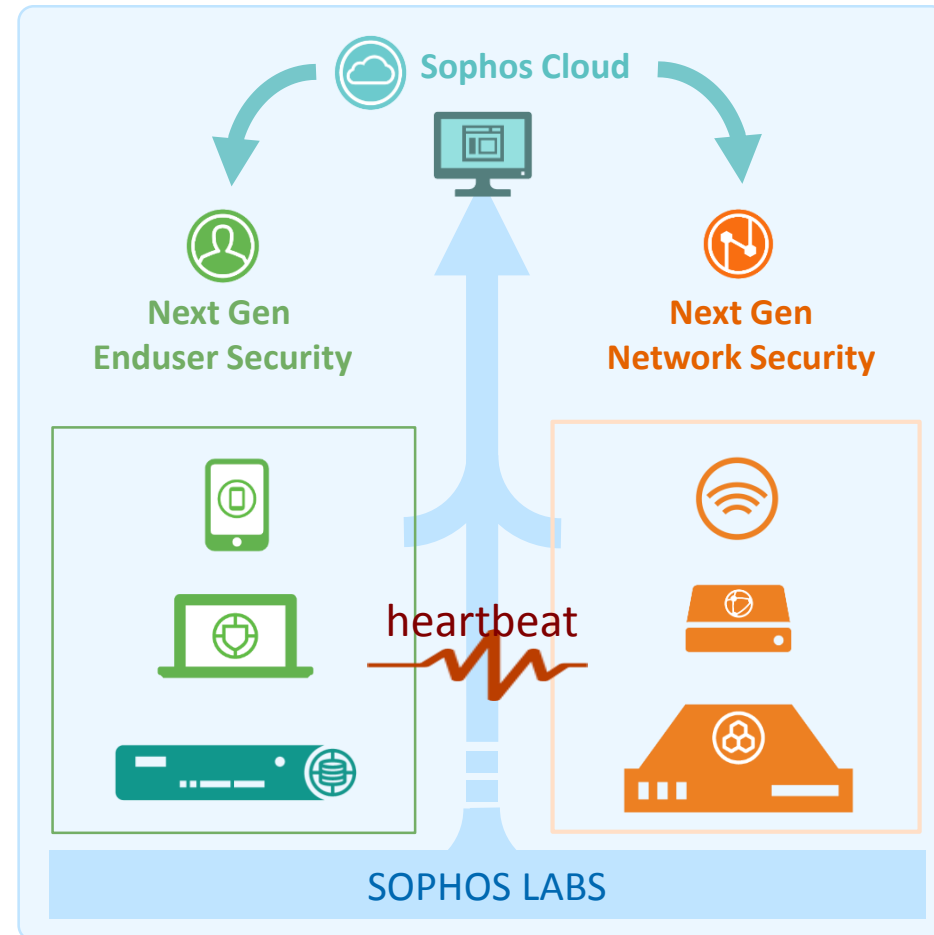 Sophos Cloud
Next Gen
Enduser Security
Next Gen
Network Security
heartbeat
SOPHOS LABS